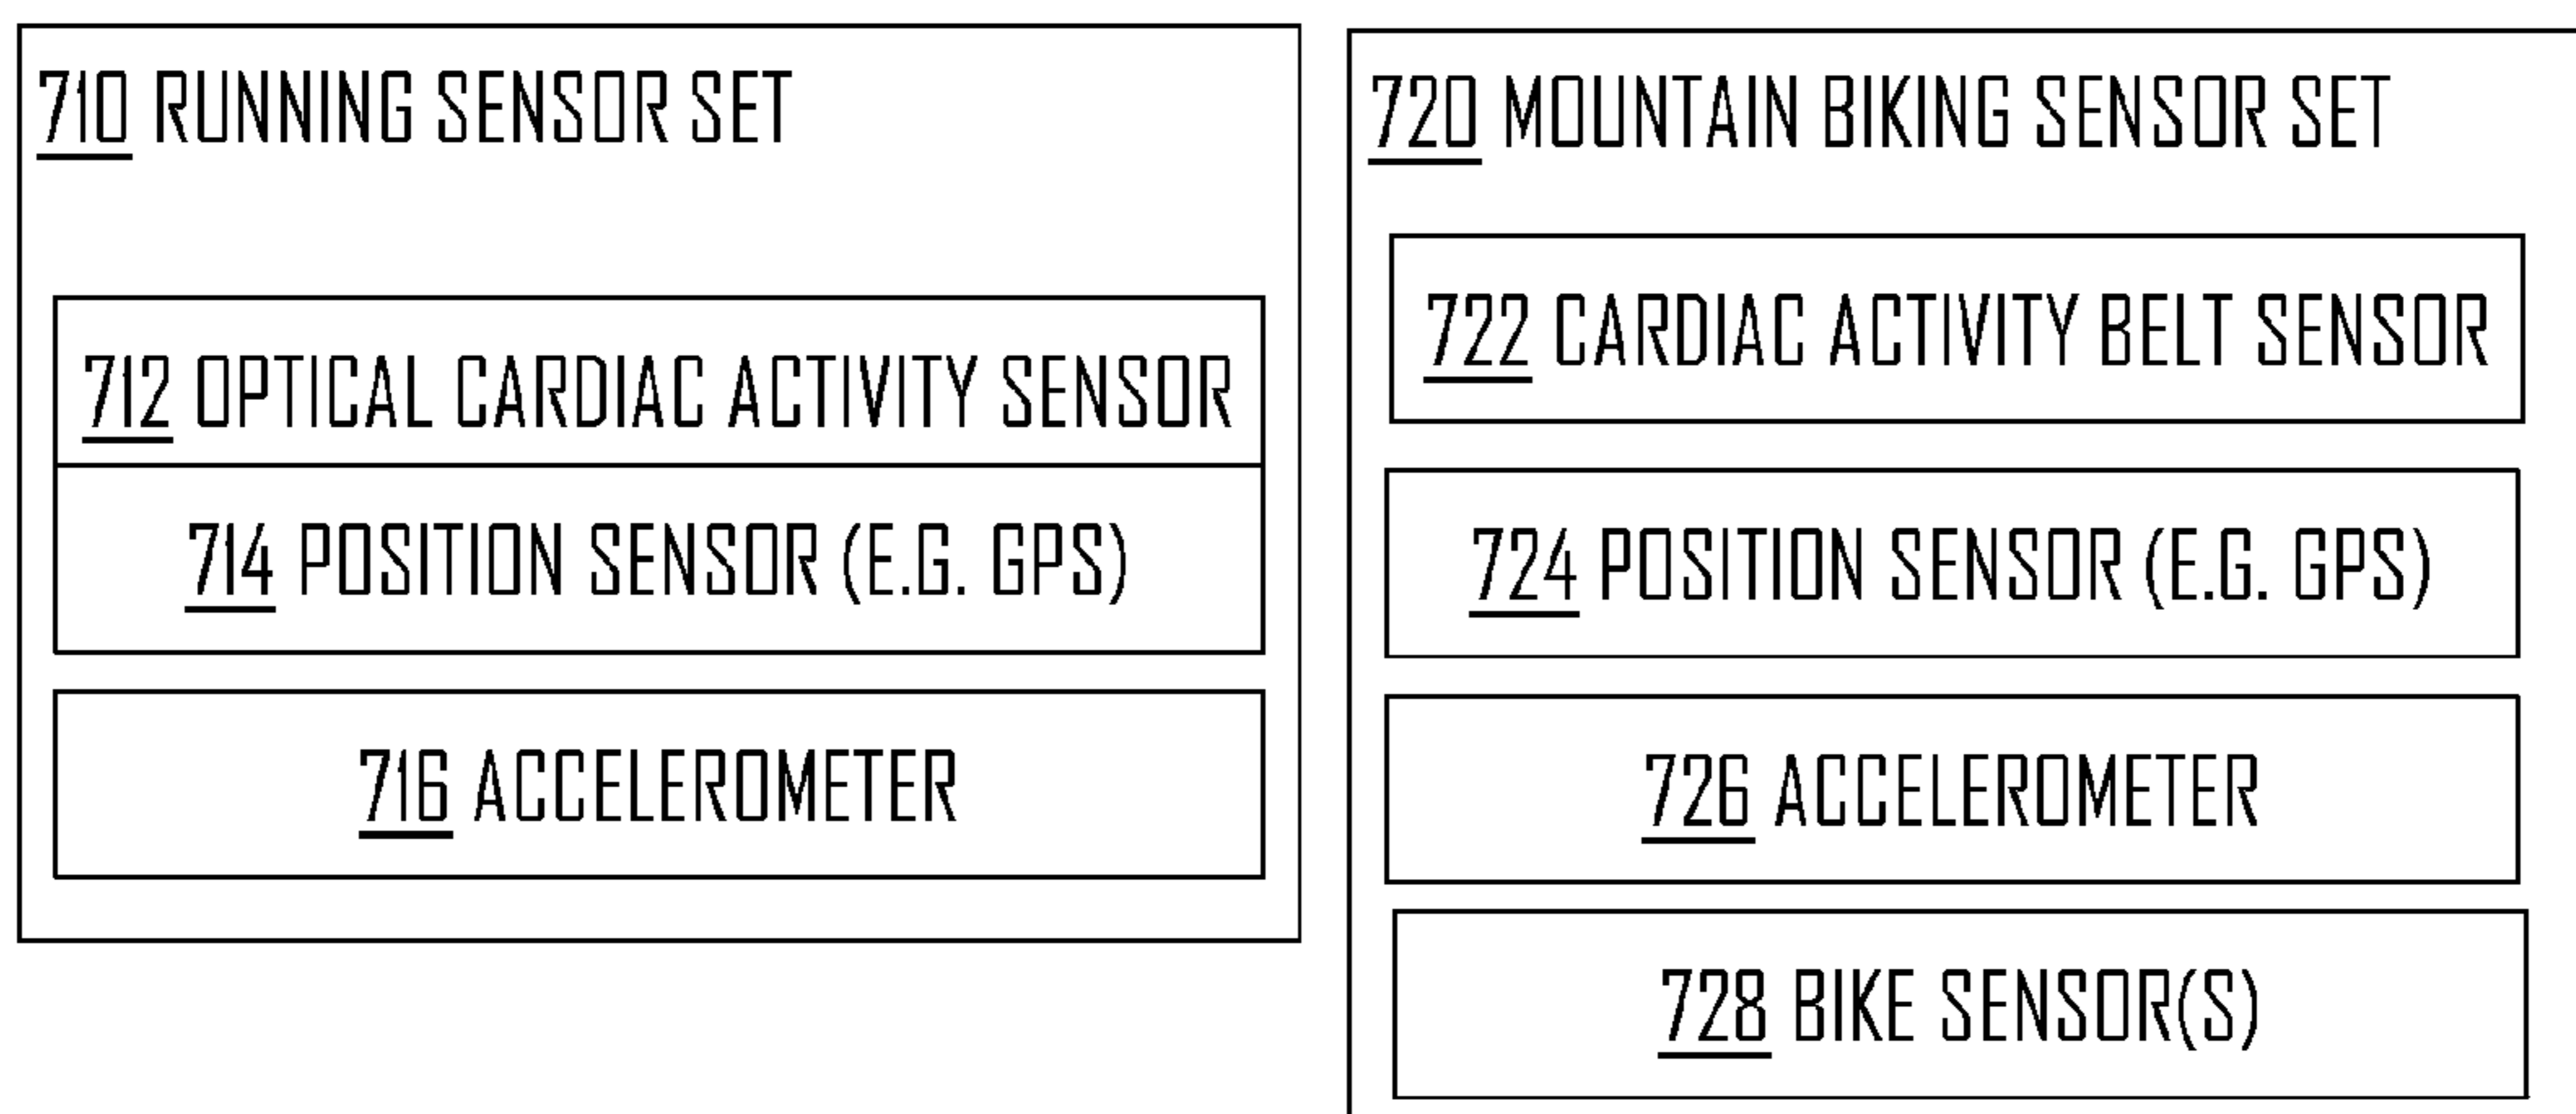 710 RUNNING SENSOR SET
712 OPTICAL CARDIAC ACTIVITY SENSOR
714 POSITION SENSOR (E.G. GPS)
716 ACCELEROMETER
720 MOUNTAIN BIKING SENSOR SET
722 CARDIAC ACTIVITY BELT SENSOR
724 POSITION SENSOR (E.G. GPS)
726 ACCELEROMETER
728 BIKE SENSOR(S)